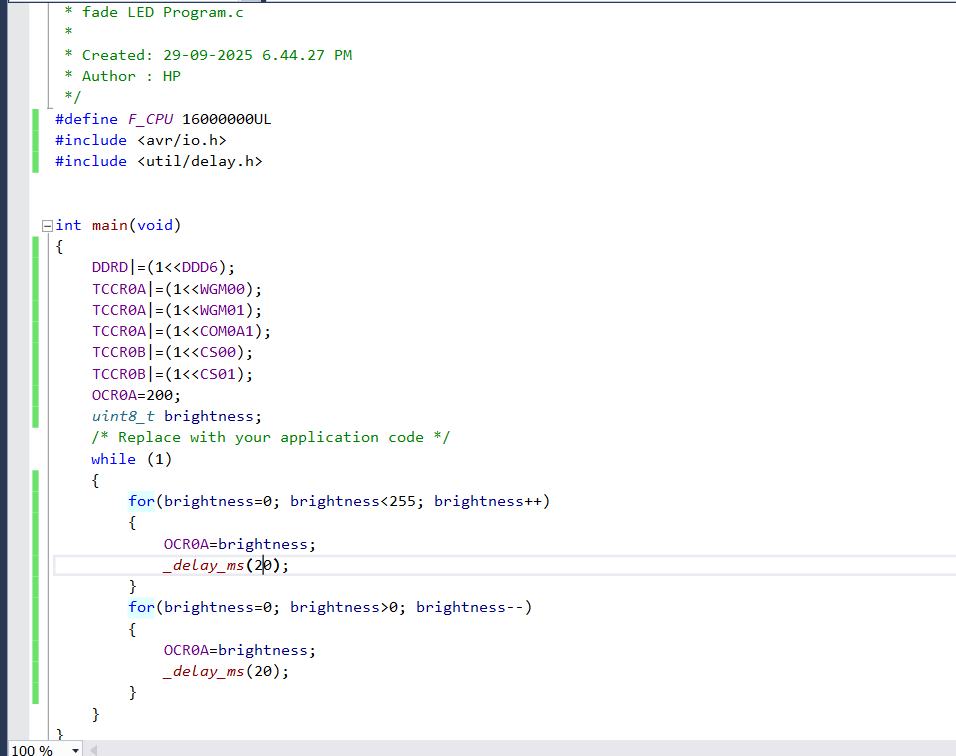 * fade LED Program.c
*
* Created: 29-09-2025 6.44.27 PM
* Author : HP
*/
#define F_CPU 16000000UL
#include <avr/io.h>
#include <util/delay.h>
int main(void)
{
DDRD|=(1<<DDD6);
TCCR0A|=(1<<WGM00);
TCCR0A|=(1<<WGM01);
TCCR0A|=(1<<COM0A1);
TCCR0B|=(1<<CS00);
TCCR0B|=(1<<CS01);
OCR0A=200;
uint8_t brightness;
/* Replace with your application code */
while (1)
{
for(brightness=0; brightness<255; brightness++)
{
OCR0A=brightness;
_delay_ms(20);
}
for(brightness=0; brightness>0; brightness--)
{
OCR0A=brightness;
_delay_ms(20);
}
}
}
100 %